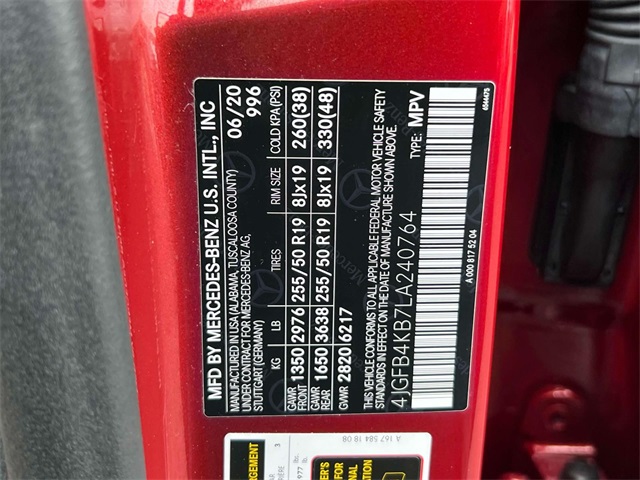 MFD BY MERCEDES-BENZ U.S. INTL., INC
MANUFACTURED IN USA (ALABAMA, TUSCALOOSA COUNTY)
UNDER CONTRACT FOR MERCEDES-BENZ AG,
STUTTGART (GERMANY)
06/20
996
KG LB TIRES RIM SIZE COLD KPA (PSI)
GAWR FRONT 1350 2976 255/50 R19 8Jx19 260(38)
GAWR REAR 1650 3638 255/50 R19 8Jx19 330(48)
GVWR 2820 6217
THIS VEHICLE CONFORMS TO ALL APPLICABLE FEDERAL MOTOR VEHICLE SAFETY
STANDARDS IN EFFECT ON THE DATE OF MANUFACTURE SHOWN ABOVE.
4JGFB4KB7LA240764 TYPE: MPV
A 000 817 52 04
4644475
A 167 584 18 08
3
977 lb.